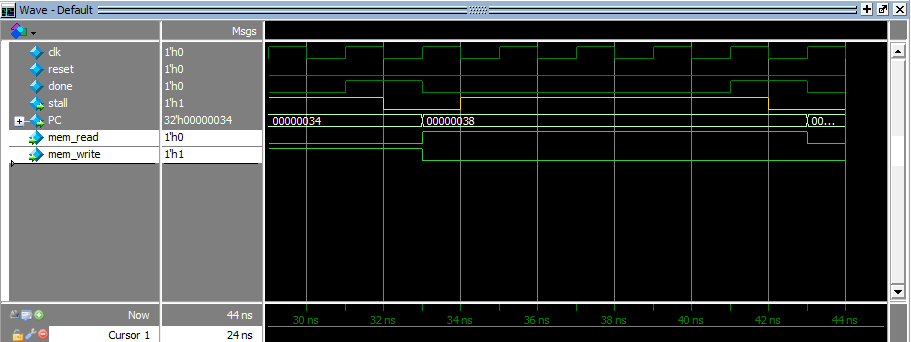 Wave - Default
Msgs
clk 1'h0
reset 1'h0
done 1'h0
stall 1'h1
PC 32'h00000034 00000034 00000038 00...
mem_read 1'h0
mem_write 1'h1
Now 44 ns 30 ns 32 ns 34 ns 36 ns 38 ns 40 ns 42 ns 44 ns
Cursor 1 24 ns